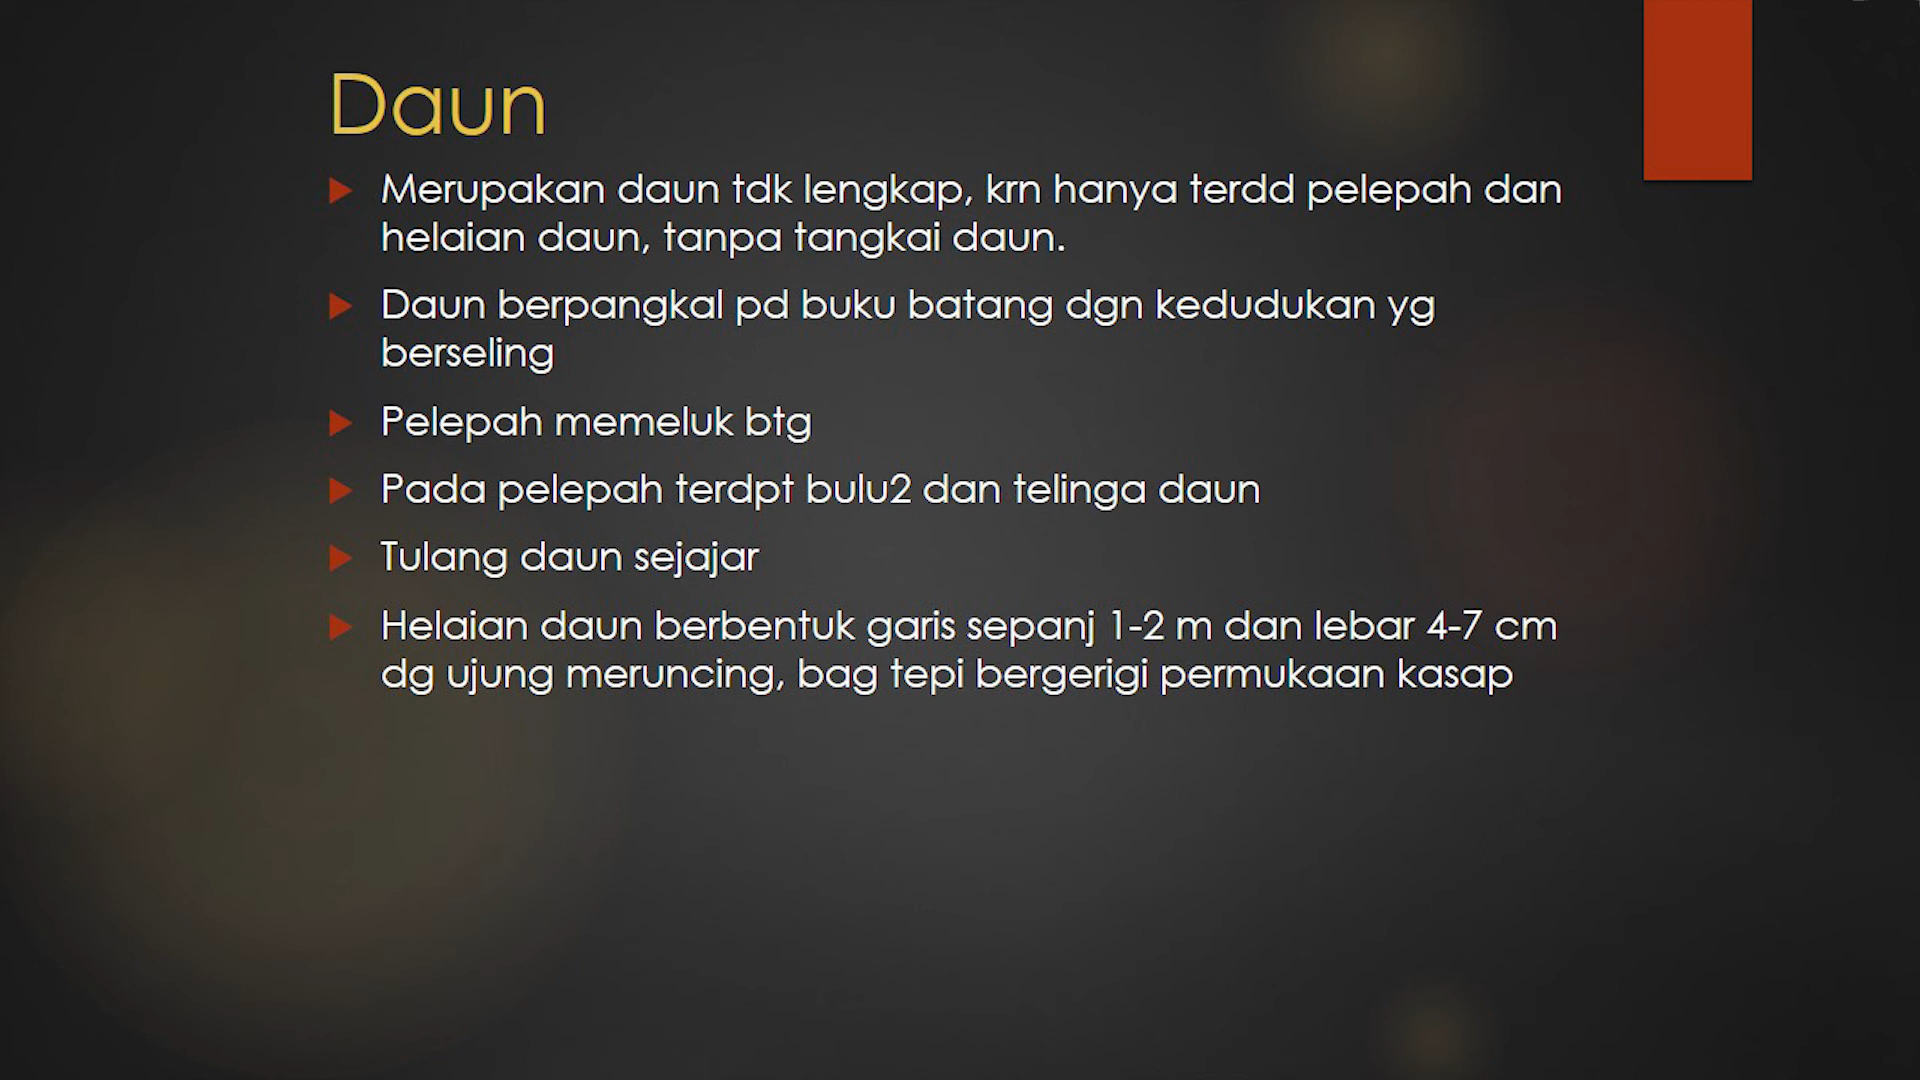 Daun
Merupakan daun tdk lengkap, krn hanya terdd pelepah dan
helaian daun, tanpa tangkai daun.
Daun berpangkal pd buku batang dgn kedudukan yg
berseling
Pelepah memeluk btg
Pada pelepah terdpt bulu2 dan telinga daun
Tulang daun sejajar
Helaian daun berbentuk garis sepanj 1-2 m dan lebar 4-7 cm
dg ujung meruncing, bag tepi bergerigi permukaan kasap